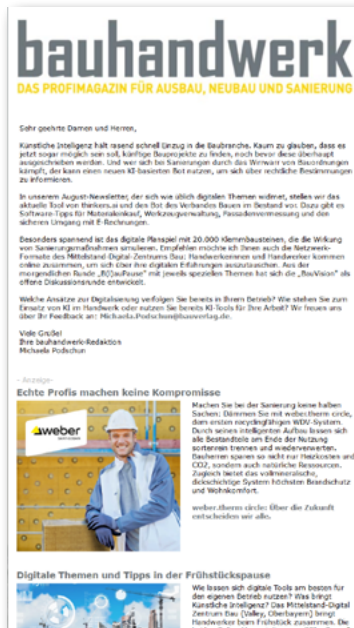 bauhandwerk
DAS PROFIMAGAZIN FÜR AUSBAU, NEUBAU UND SANIERUNG
Sehr geehrte Damen und Herren,
Künstliche Intelligenz hält rasend schnell Einzug in die Baubranche. Kaum zu glauben, dass es
jetzt sogar möglich sein soll, künftige Bauprojekte zu finden, noch bevor diese überhaupt
ausgeschrieben werden. Und wer sich bei Sanierungen durch das Wirrwarr von Bauordnungen
kämpft, der kann einen neuen KI-basierten Bot nutzen, um sich über rechtliche Bestimmungen
zu informieren.
In unserem August-Newsletter, der sich wie üblich digitalen Themen widmet, stellen wir das
aktuelle Tool von thinkers.ai und den Bot des Verbandes Bauen im Bestand vor. Dazu gibt es
Software-Tipps für Materialeinkauf, Werkzeugverwaltung, Fassadenvermessung und den
sicheren Umgang mit E-Rechnungen.
Besonders spannend ist das digitale Planspiel mit 20.000 Klemmbausteinen, die die Wirkung
von Sanierungsmaßnahmen simulieren. Empfehlen möchte ich Ihnen auch die Netzwerk-
Formate des Mittelstand-Digital-Zentrums Bau: Handwerkerinnen und Handwerker kommen
online zusammen, um sich über ihre digitalen Erfahrungen auszutauschen. Aus der
morgendlichen Runde „B(l)auPause" mit jeweils speziellen Themen hat sich die „BauVision" als
offene Diskussionsrunde entwickelt.
Welche Ansätze zur Digitalisierung verfolgen Sie bereits in Ihrem Betrieb? Wie stehen Sie zum
Einsatz von KI im Handwerk oder nutzen Sie bereits KI-Tools für Ihre Arbeit? Wir freuen uns
über Ihr Feedback an: Michaela.Podschun@bauverlag.de.
Viele Grüße!
Ihre bauhandwerk-Redaktion
Michaela Podschun
- Anzeige-
Echte Profis machen keine Kompromisse
weber
Machen Sie bei der Sanierung keine halben
Sachen: Dämmen Sie mit weber.therm circle,
dem ersten recyclingfähigen WDV-System.
Durch seinen intelligenten Aufbau lassen sich
alle Bestandteile am Ende der Nutzung
sortenrein trennen und wiederverwerten.
Bauherren sparen so nicht nur Heizkosten und
CO2, sondern auch natürliche Ressourcen.
Zugleich bietet das vollmineralische,
dickschichtige System höchsten Brandschutz
und Wohnkomfort.
weber.therm circle: Über die Zukunft
entscheiden wir alle.
Digitale Themen und Tipps in der Frühstückspause
Wie lassen sich digitale Tools am besten für
den eigenen Betrieb nutzen? Was bringt
Künstliche Intelligenz? Das Mittelstand-Digital
Zentrum Bau (Valley, Oberbayern) bringt
Handwerker beim Frühstück zusammen. Die